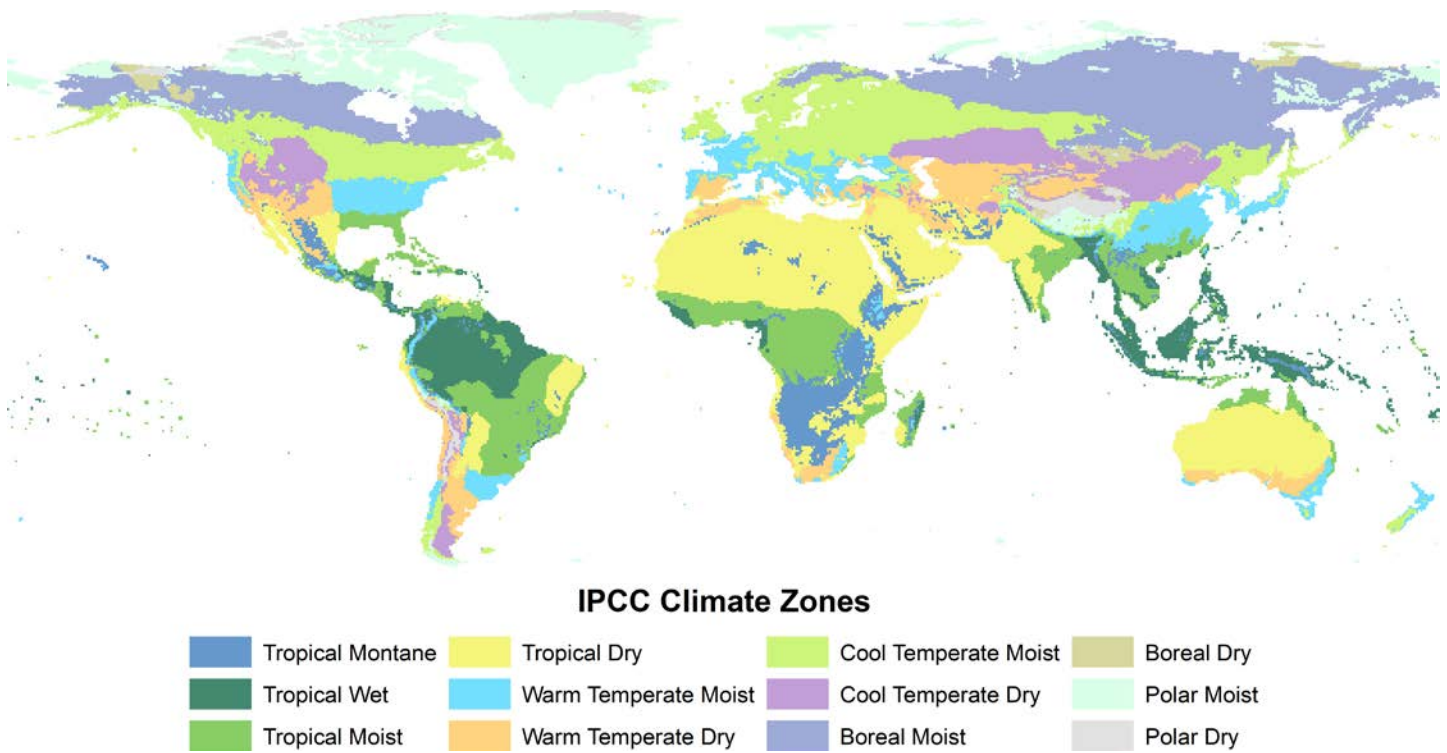 IPCC Climate Zones
Tropical Montane
Tropical Dry
Cool Temperate Moist
Boreal Dry
Tropical Wet
Warm Temperate Moist
Cool Temperate Dry
Polar Moist
Tropical Moist
Warm Temperate Dry
Boreal Moist
Polar Dry